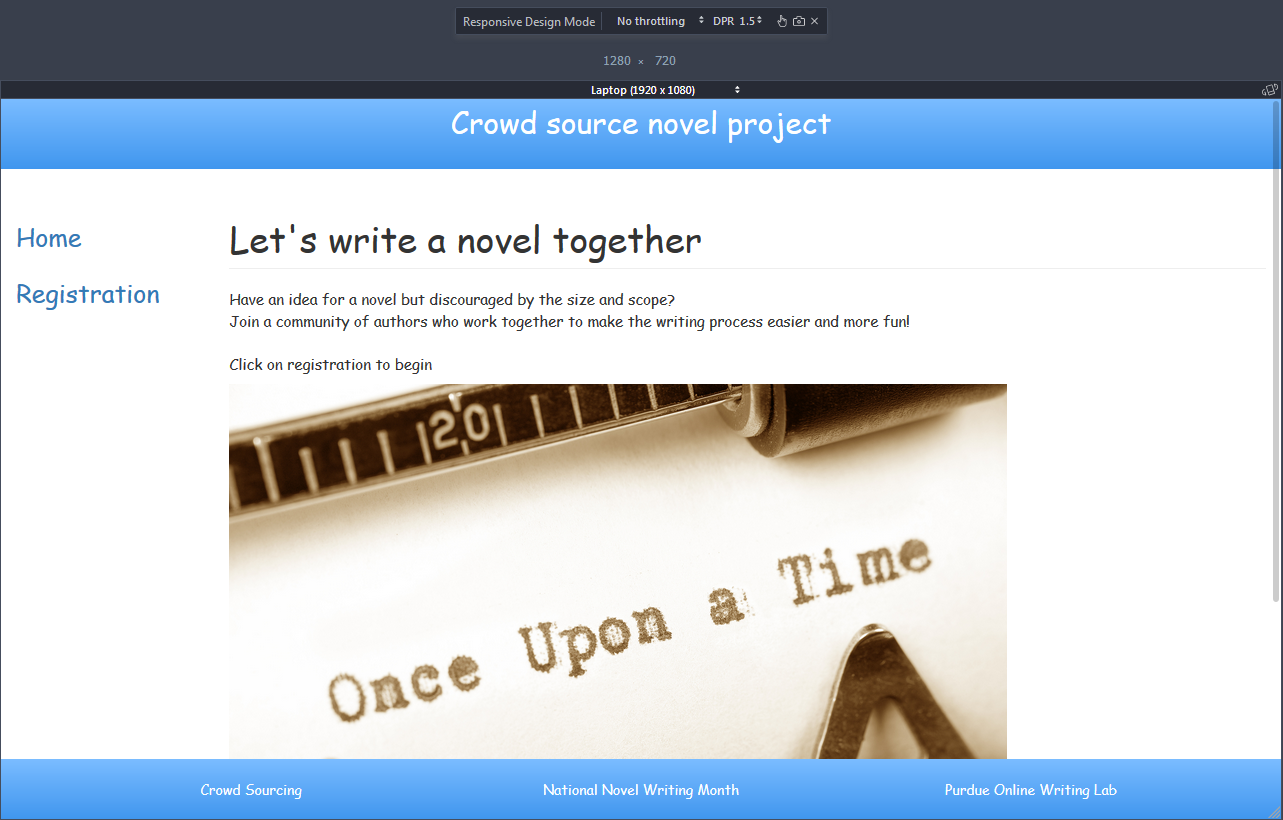 Responsive Design Mode No throttling DPR 1.5
1280 × 720
Laptop (1920 x 1080)
Crowd source novel project
Home
Registration
Let's write a novel together
Have an idea for a novel but discouraged by the size and scope?
Join a community of authors who work together to make the writing process easier and more fun!
Click on registration to begin
20
Once Upon a Time
Crowd Sourcing National Novel Writing Month Purdue Online Writing Lab